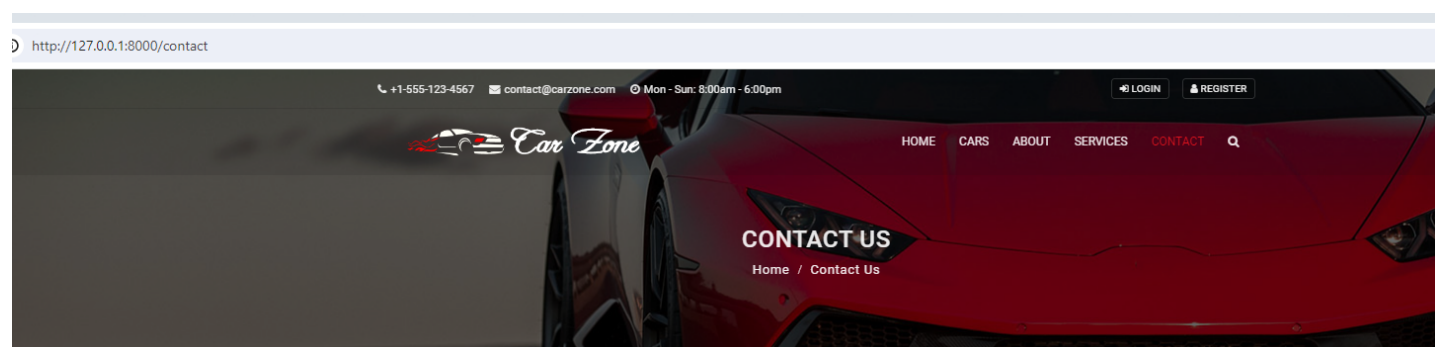 http://127.0.0.1:8000/contact
+1-555-123-4567 contact@carzone.com Mon - Sun: 8:00am - 6:00pm LOGIN REGISTER
Car Zone HOME CARS ABOUT SERVICES CONTACT
CONTACT US
Home / Contact Us